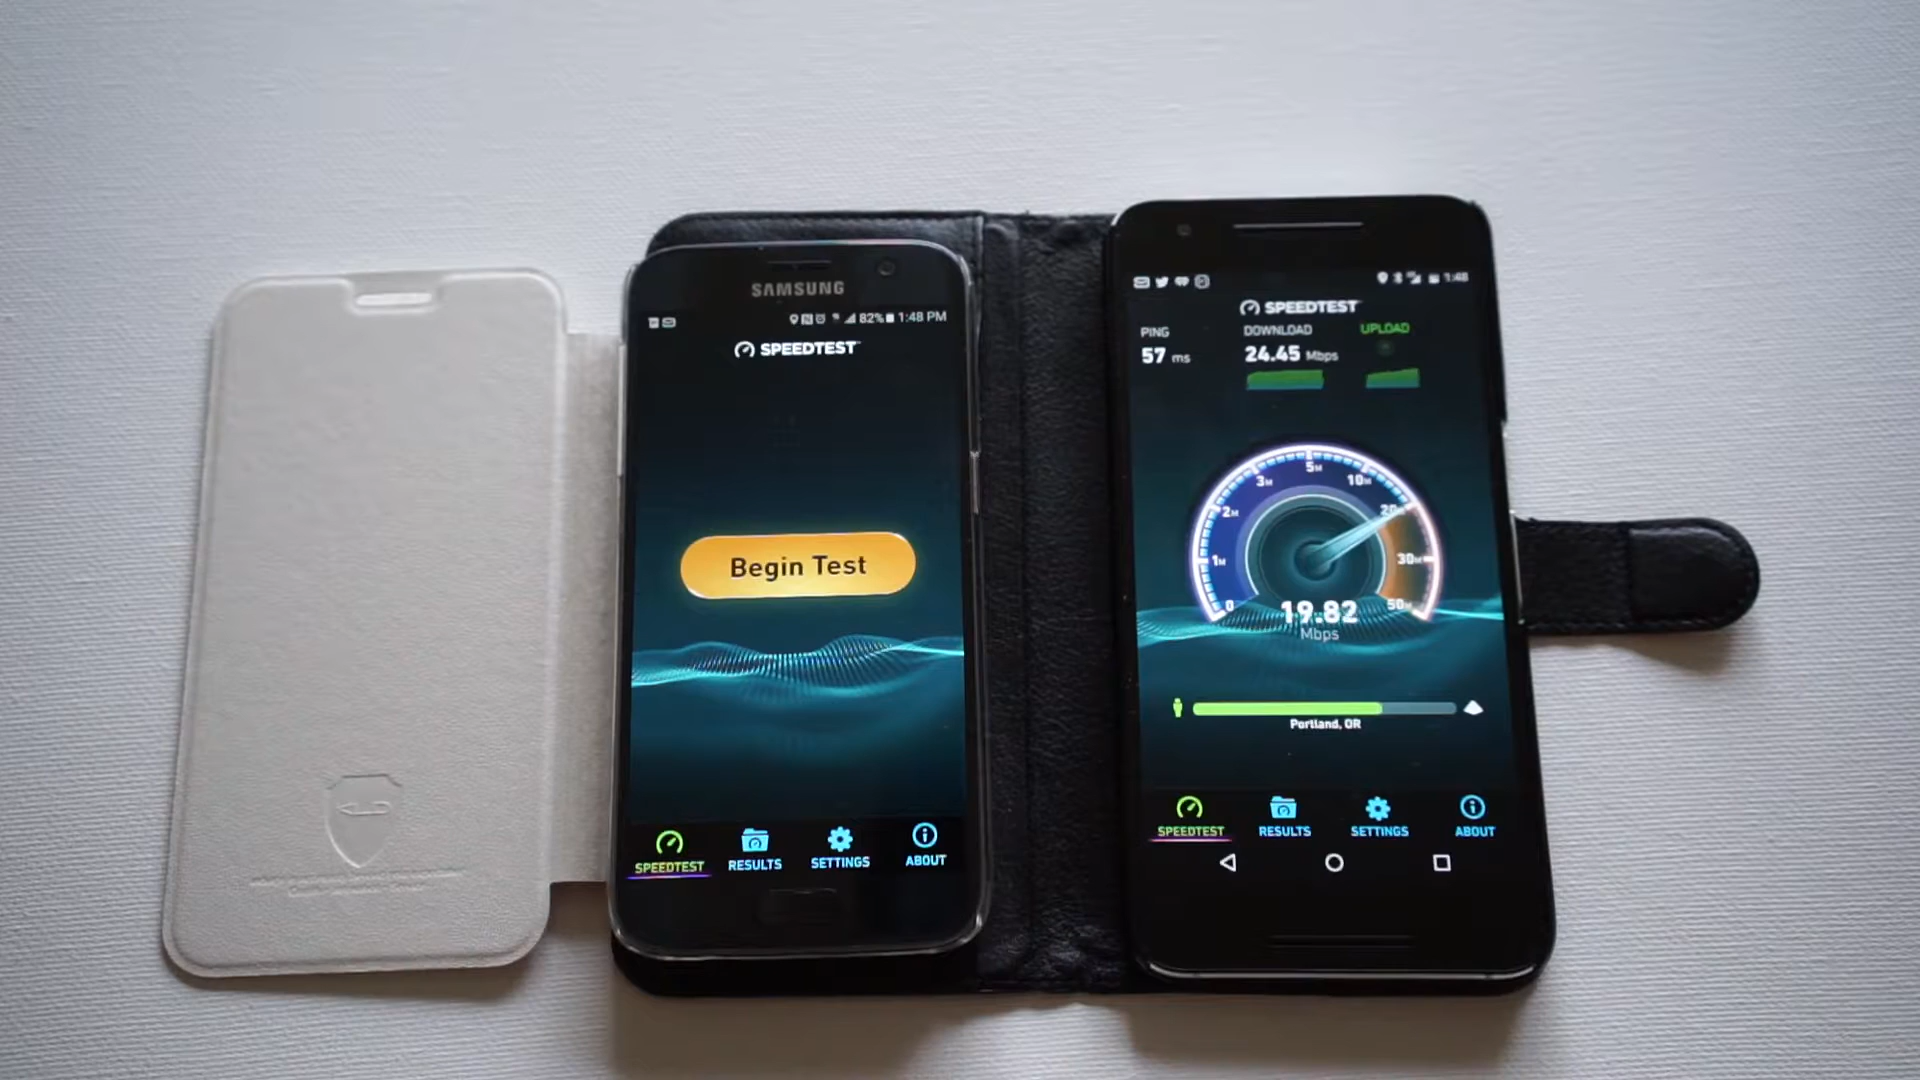 SAMSUNG
82% 1:48 PM
SPEEDTEST
Begin Test
SPEEDTEST
RESULTS
SETTINGS
ABOUT
1:48
SPEEDTEST
PING
DOWNLOAD
UPLOAD
57 ms
24.45 Mbps
5M
3M
10M
2M
20
1M
30M
0
50M
19.82
Mbps
Portland, OR
SPEEDTEST
RESULTS
SETTINGS
ABOUT